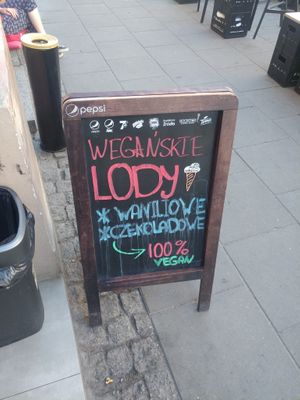 pepsi
WEGAŃSKIE
LODY
* WANILIOWE
* CZEKOLADOWE
100%
VEGAN